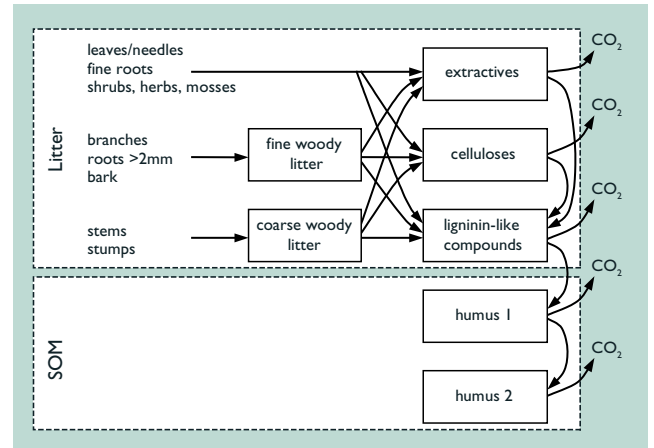 leaves/needles
fine roots
shrubs, herbs, mosses
extractives
CO2
Litter
branches
roots >2mm
bark
fine woody
litter
celluloses
CO2
stems
stumps
coarse woody
litter
ligninin-like
compounds
CO2
SOM
humus 1
CO2
humus 2
CO2